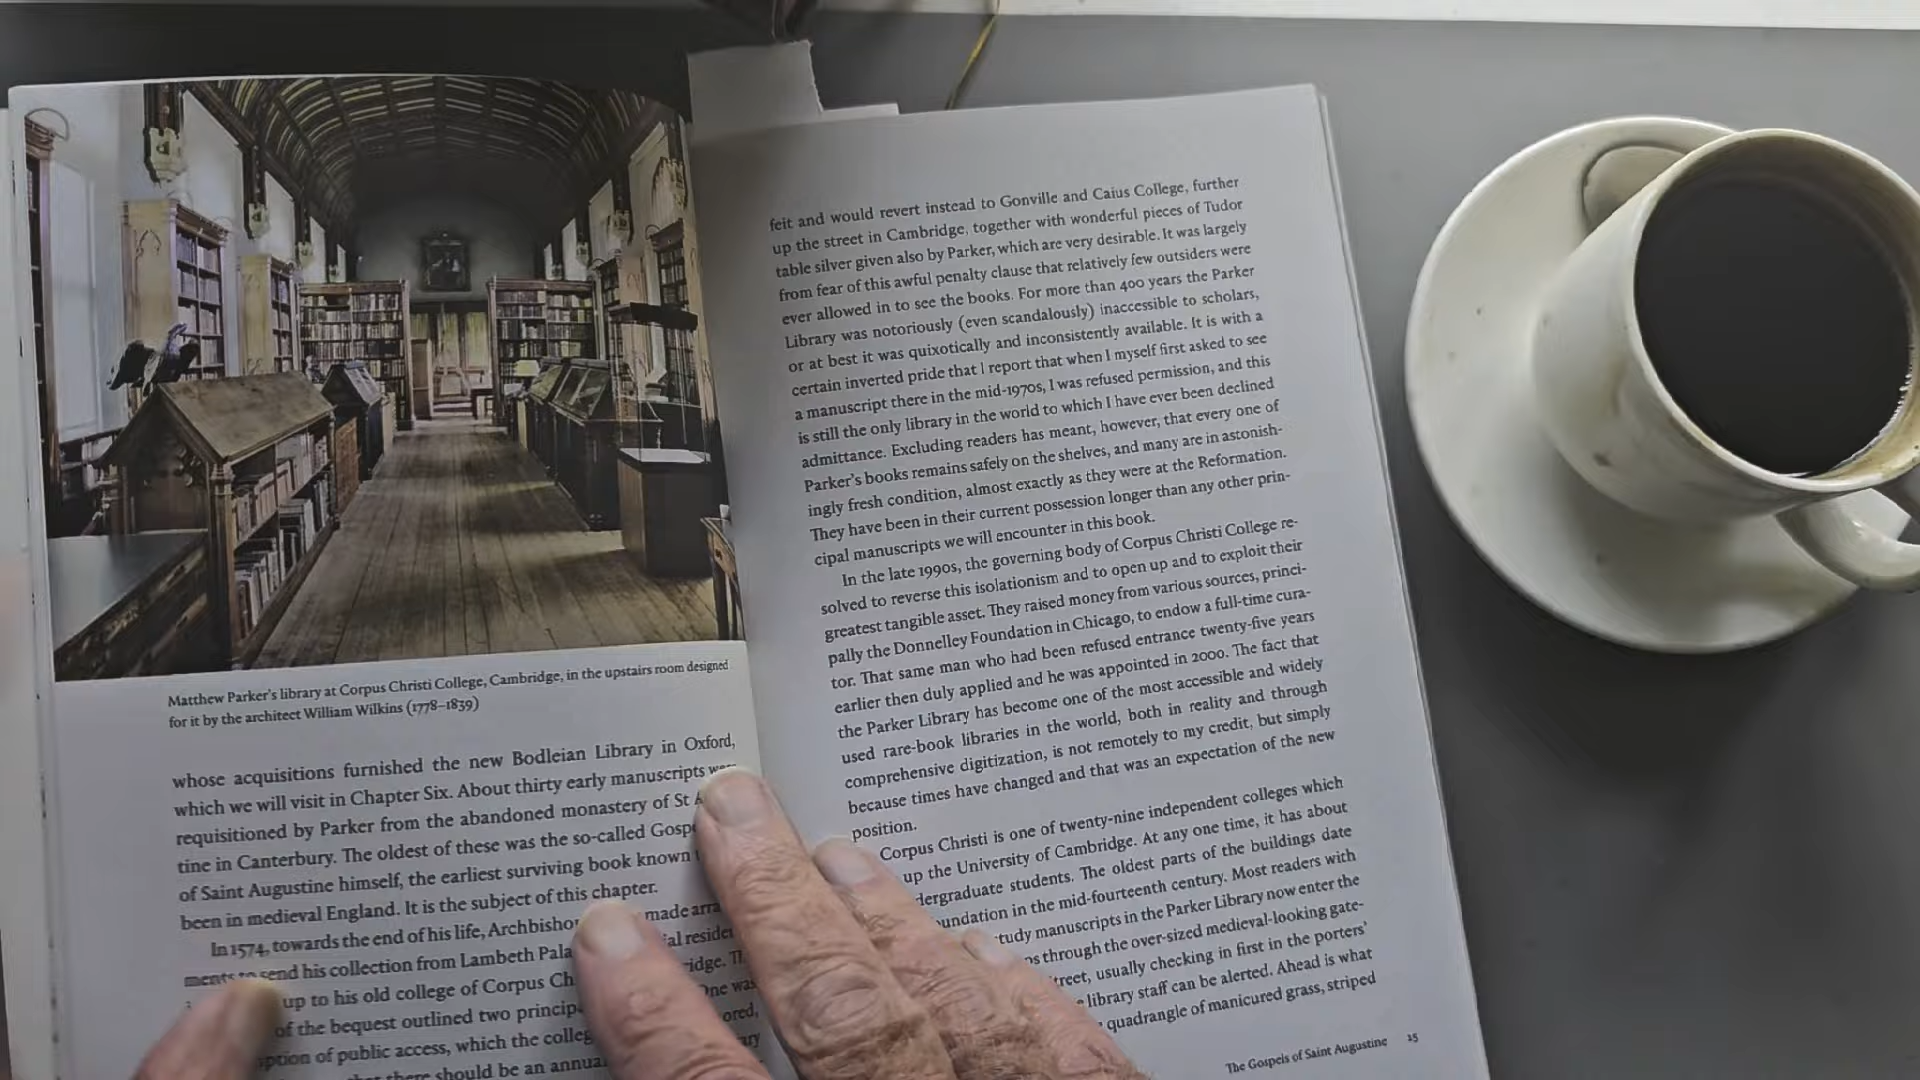 Matthew Parker's library at Corpus Christi College, Cambridge, in the upstairs room designed
for it by the architect William Wilkins (1778–1839)
whose acquisitions furnished the new Bodleian Library in Oxford,
which we will visit in Chapter Six. About thirty early manuscripts
requisitioned by Parker from the abandoned monastery of St
tine in Canterbury. The oldest of these was the so-called
of Saint Augustine himself, the earliest surviving book known
been in medieval England. It is the subject of this chapter.
In 1574, towards the end of his life, made
send his collection from Lambeth
up to his old college of Corpus
of the bequest outlined two One was
of public access, which the
there should be an
feit and would revert instead to Gonville and Caius College, further
up the street in Cambridge, together with wonderful pieces of Tudor
table silver given also by Parker, which are very desirable. It was largely
from fear of this awful penalty clause that relatively few outsiders were
ever allowed in to see the books. For more than 400 years the Parker
Library was notoriously (even scandalously) inaccessible to scholars,
or at best it was quixotically and inconsistently available. It is with a
certain inverted pride that I report that when I myself first asked to see
a manuscript there in the mid-1970s, I was refused permission, and this
is still the only library in the world to which I have ever been declined
admittance. Excluding readers has meant, however, that every one of
Parker's books remains safely on the shelves, and many are in astonish-
ingly fresh condition, almost exactly as they were at the Reformation.
They have been in their current possession longer than any other prin-
cipal manuscripts we will encounter in this book.
In the late 1990s, the governing body of Corpus Christi College re-
solved to reverse this isolationism and to open up and to exploit their
greatest tangible asset. They raised money from various sources, princi-
pally the Donnelley Foundation in Chicago, to endow a full-time cura-
tor. That same man who had been refused entrance twenty-five years
earlier then duly applied and he was appointed in 2000. The fact that
the Parker Library has become one of the most accessible and widely
used rare-book libraries in the world, both in reality and through
comprehensive digitization, is not remotely to my credit, but simply
because times have changed and that was an expectation of the new
position.
Corpus Christi is one of twenty-nine independent colleges which
up the University of Cambridge. At any one time, it has about
students. The oldest parts of the buildings date
in the mid-fourteenth century. Most readers with
manuscripts in the Parker Library now enter the
through the over-sized medieval-looking gate-
usually checking in first in the porters'
library staff can be alerted. Ahead is what
quadrangle of manicured grass, striped
The Gospels of Saint Augustine 15